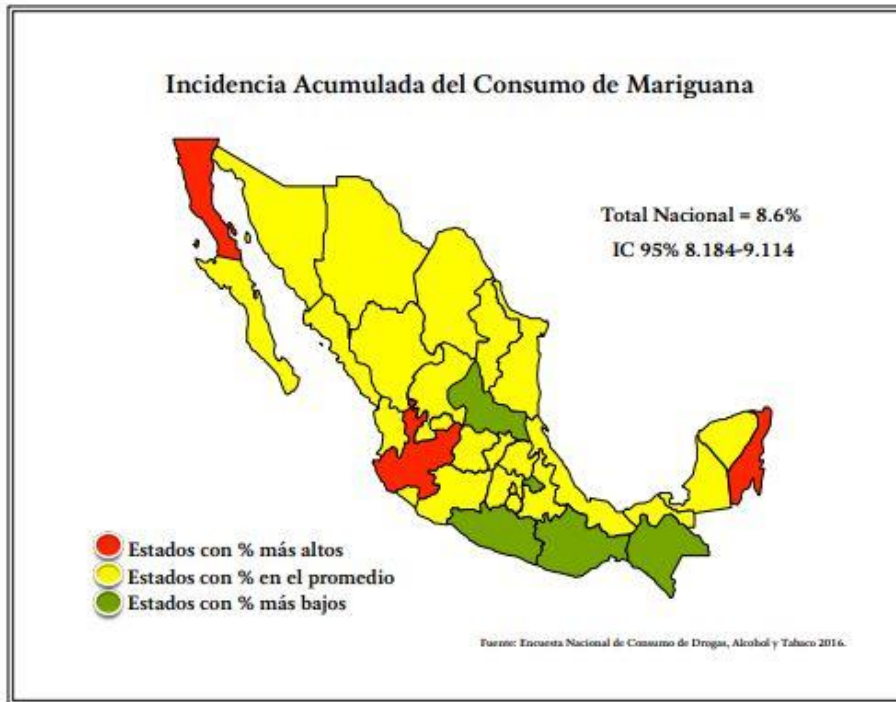 Incidencia Acumulada del Consumo de Mariguana
Total Nacional = 8.6%
IC 95% 8.184-9.114
Estados con % más altos
Estados con % en el promedio
Estados con % más bajos
Fuente: Encuesta Nacional de Consumo de Drogas, Alcohol y Tabaco 2016.